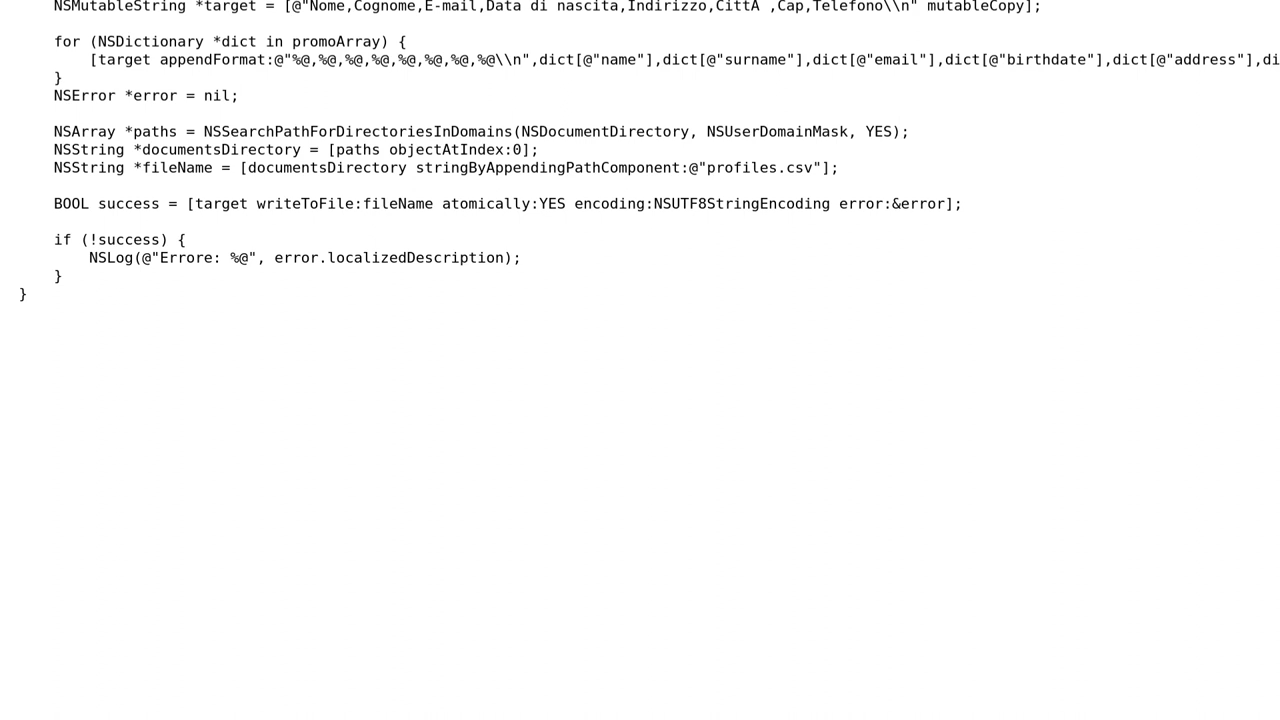 NSMutableString *target = [@"Nome,Cognome,E-mail,Data di nascita,Indirizzo,CittA ,Cap,Telefono\\n" mutableCopy];
for (NSDictionary *dict in promoArray) {
[target appendFormat:@"%@,%@,%@,%@,%@,%@,%@,%@\\n",dict[@"name"],dict[@"surname"],dict[@"email"],dict[@"birthdate"],dict[@"address"],di
}
NSError *error = nil;
NSArray *paths = NSSearchPathForDirectoriesInDomains(NSDocumentDirectory, NSUserDomainMask, YES);
NSString *documentsDirectory = [paths objectAtIndex:0];
NSString *fileName = [documentsDirectory stringByAppendingPathComponent:@"profiles.csv"];
BOOL success = [target writeToFile:fileName atomically:YES encoding:NSUTF8StringEncoding error:&error];
if (!success) {
NSLog(@"Errore: %@", error.localizedDescription);
}
}